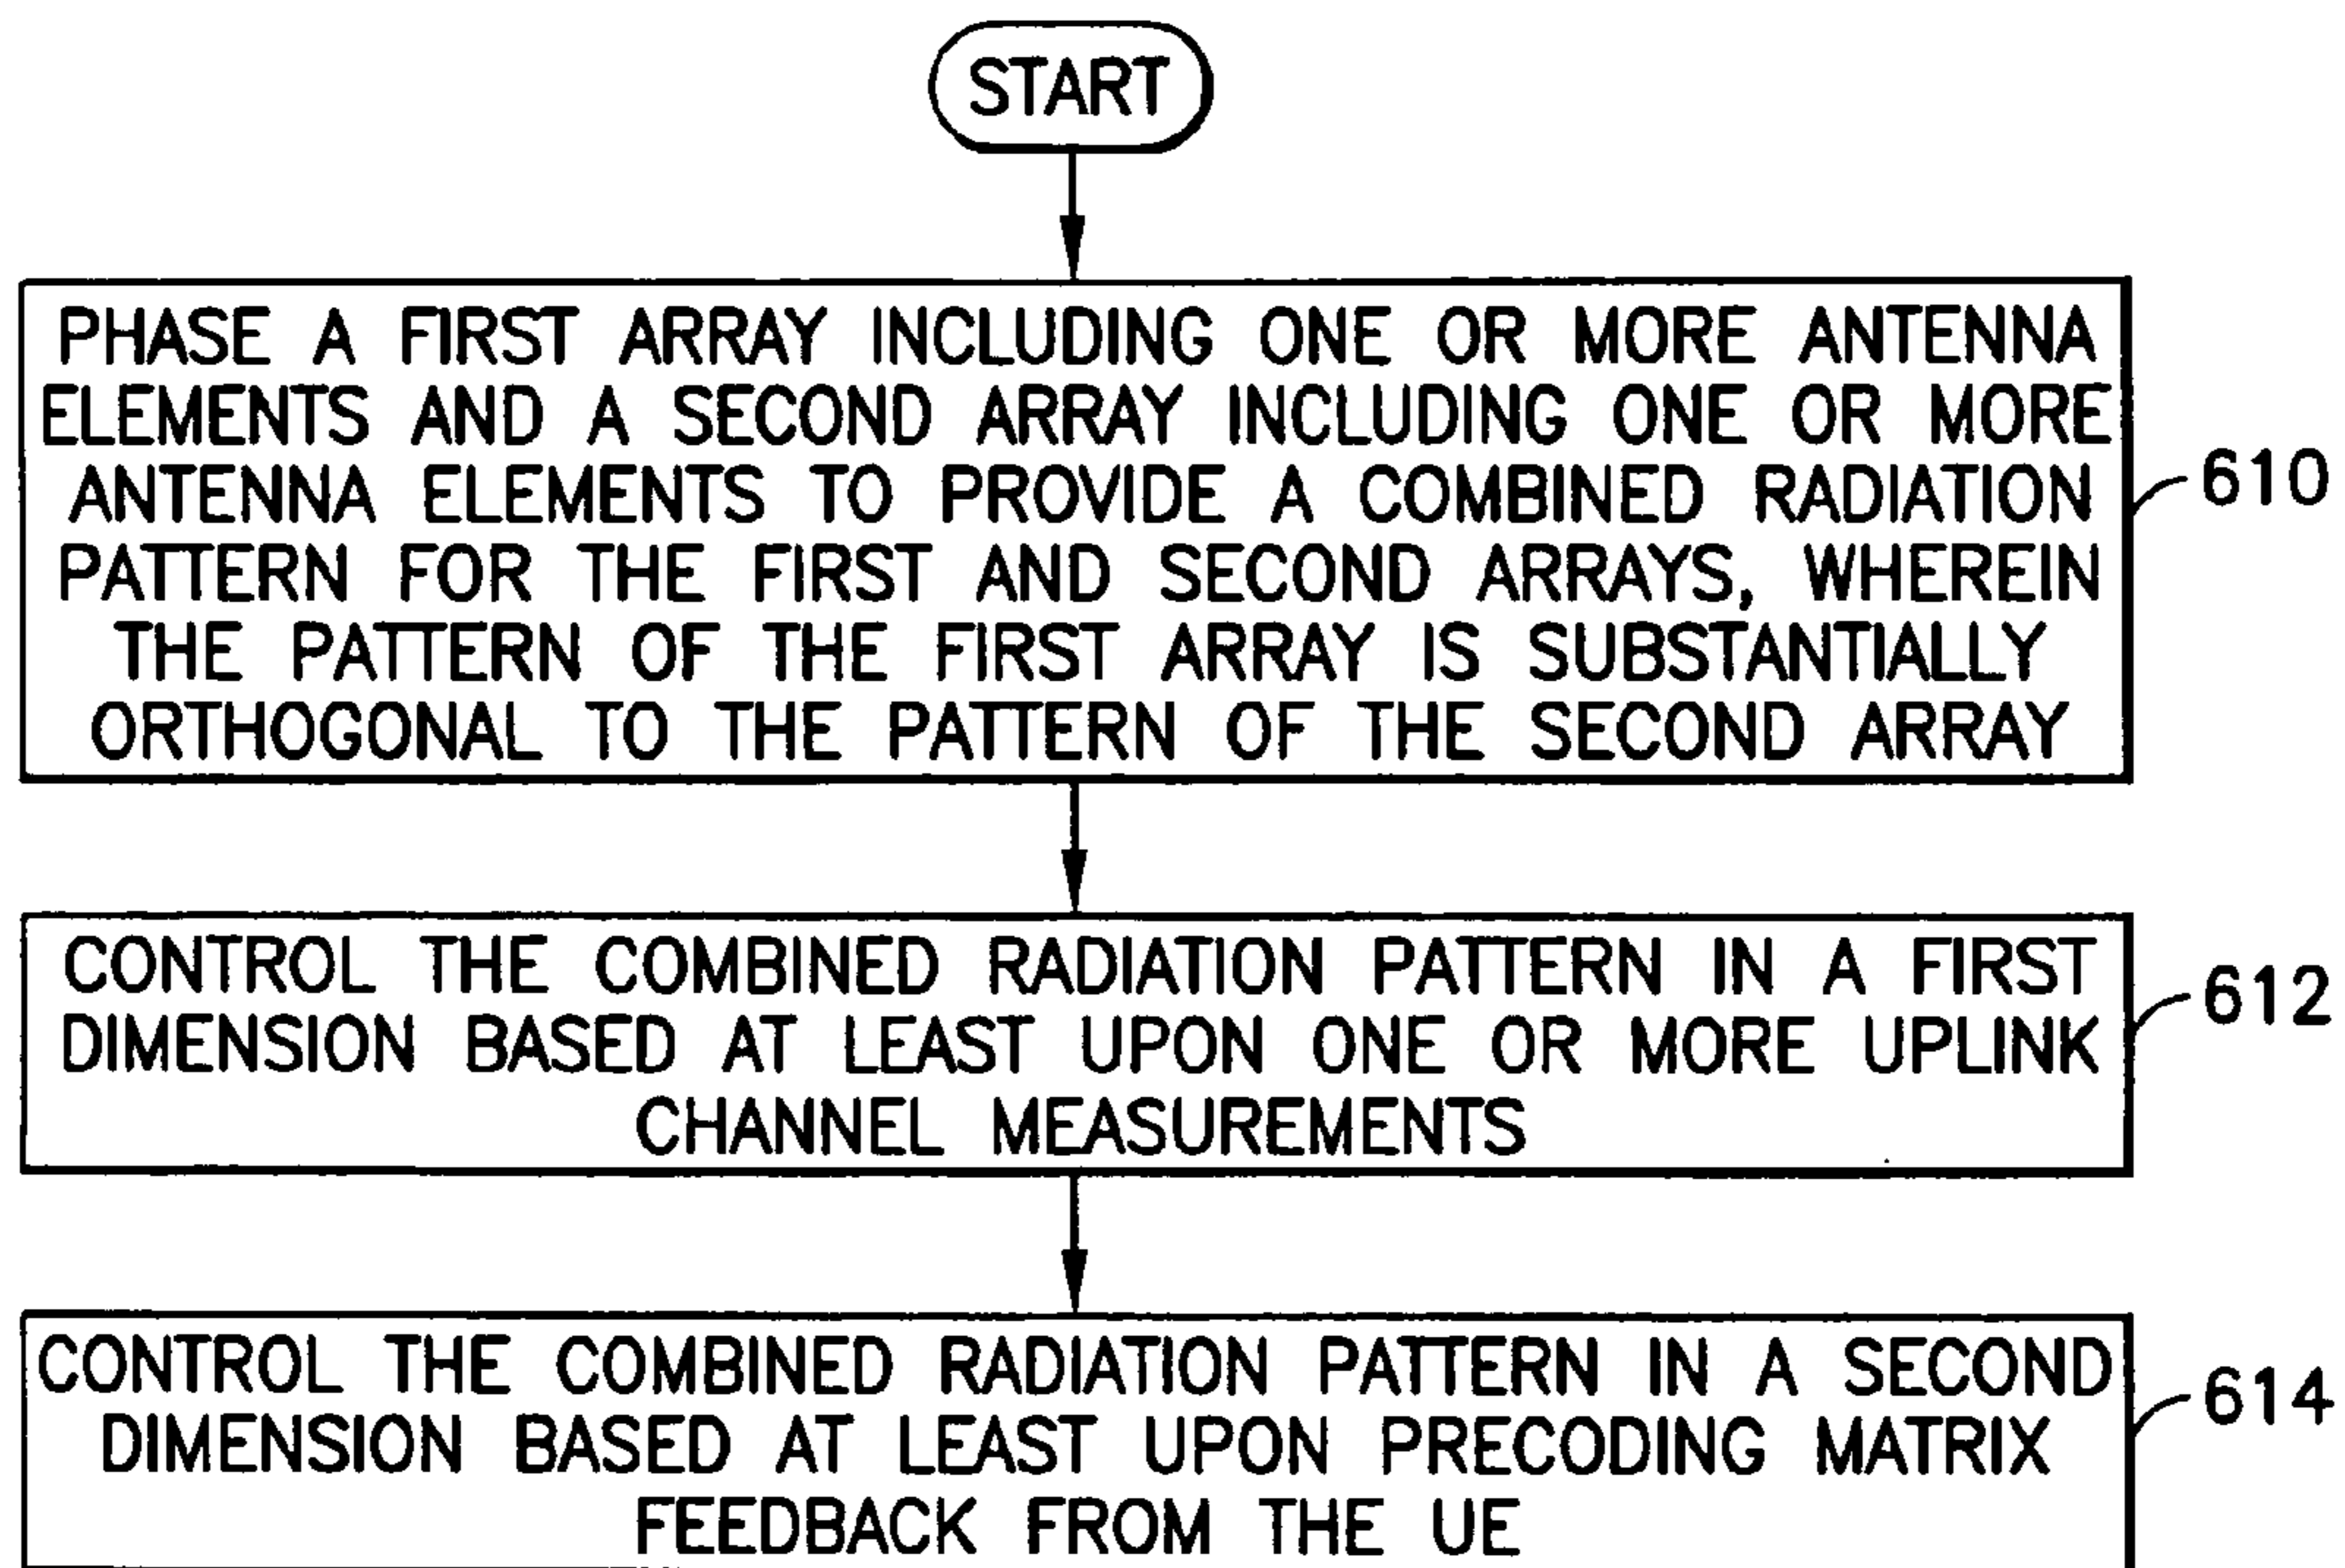 START
PHASE A FIRST ARRAY INCLUDING ONE OR MORE ANTENNA
ELEMENTS AND A SECOND ARRAY INCLUDING ONE OR MORE
ANTENNA ELEMENTS TO PROVIDE A COMBINED RADIATION
PATTERN FOR THE FIRST AND SECOND ARRAYS, WHEREIN
THE PATTERN OF THE FIRST ARRAY IS SUBSTANTIALLY
ORTHOGONAL TO THE PATTERN OF THE SECOND ARRAY
610
CONTROL THE COMBINED RADIATION PATTERN IN A FIRST
DIMENSION BASED AT LEAST UPON ONE OR MORE UPLINK
CHANNEL MEASUREMENTS
612
CONTROL THE COMBINED RADIATION PATTERN IN A SECOND
DIMENSION BASED AT LEAST UPON PRECODING MATRIX
FEEDBACK FROM THE UE
614